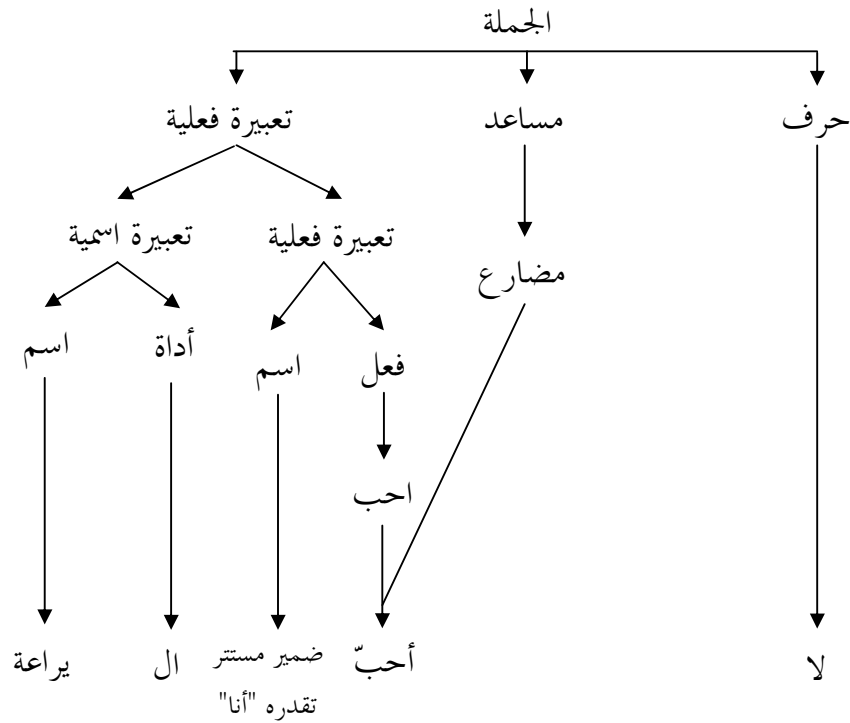 الجملة
حرف مساعد تعبيرة فعلية
تعبيرة فعلية تعبيرة اسمية
مضارع
فعل اسم أداة اسم
احب
لا أحبّ ضمير مستتر ال يراعة
تقدره "أنا"